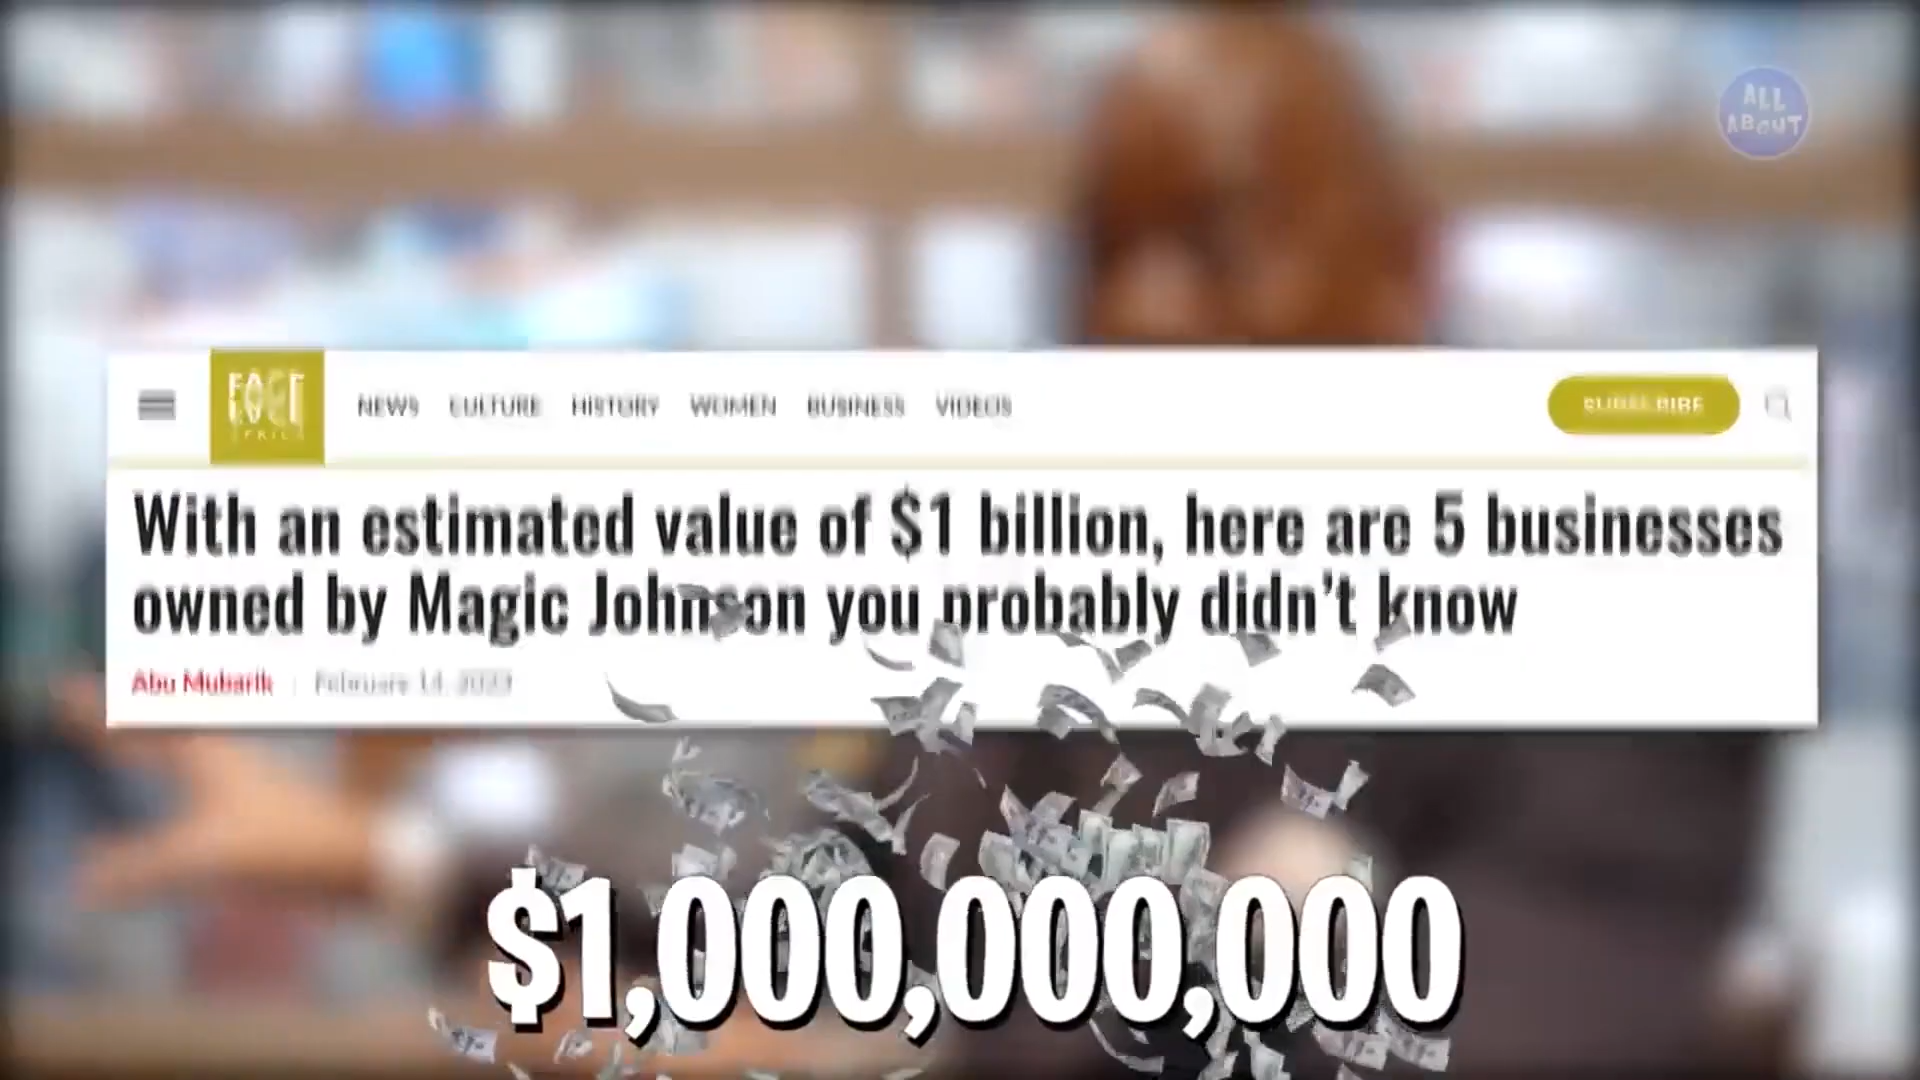 ALL
ABOUT
NEWS CULTURE HISTORY WOMEN BUSINESS VIDEOS
With an estimated value of $1 billion, here are 5 businesses
owned by Magic Johnson you probably didn't know
Abu Mubarik
$1,000,000,000